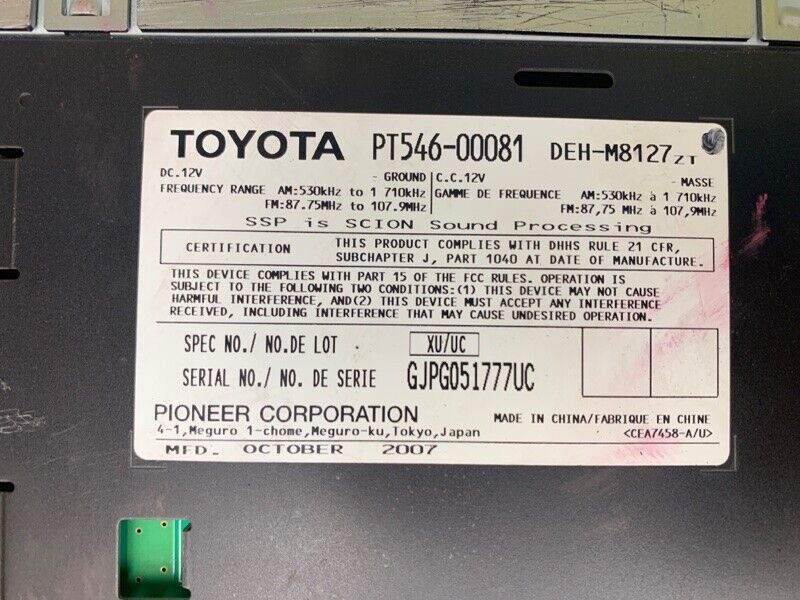 TOYOTA PT546-00081 DEH-M8127ZT
DC.12V - GROUND C.C.12V - MASSE
FREQUENCY RANGE AM:530kHz to 1 710kHz GAMME DE FREQUENCE AM:530kHz à 1 710kHz
FM:87.75MHz to 107.9MHz FM:87,75 MHz à 107,9MHz
SSP is SCION Sound Processing
CERTIFICATION THIS PRODUCT COMPLIES WITH DHHS RULE 21 CFR,
SUBCHAPTER J, PART 1040 AT DATE OF MANUFACTURE.
THIS DEVICE COMPLIES WITH PART 15 OF THE FCC RULES. OPERATION IS
SUBJECT TO THE FOLLOWING TWO CONDITIONS:(1) THIS DEVICE MAY NOT CAUSE
HARMFUL INTERFERENCE, AND(2) THIS DEVICE MUST ACCEPT ANY INTERFERENCE
RECEIVED, INCLUDING INTERFERENCE THAT MAY CAUSE UNDESIRED OPERATION.
SPEC NO./ NO.DE LOT XU/UC
SERIAL NO./ NO. DE SERIE GJPG051777UC
PIONEER CORPORATION MADE IN CHINA/FABRIQUE EN CHINE
4-1,Meguro 1-chome,Meguro-ku,Tokyo,Japan <CEA7458-A/U>
MFD. OCTOBER 2007